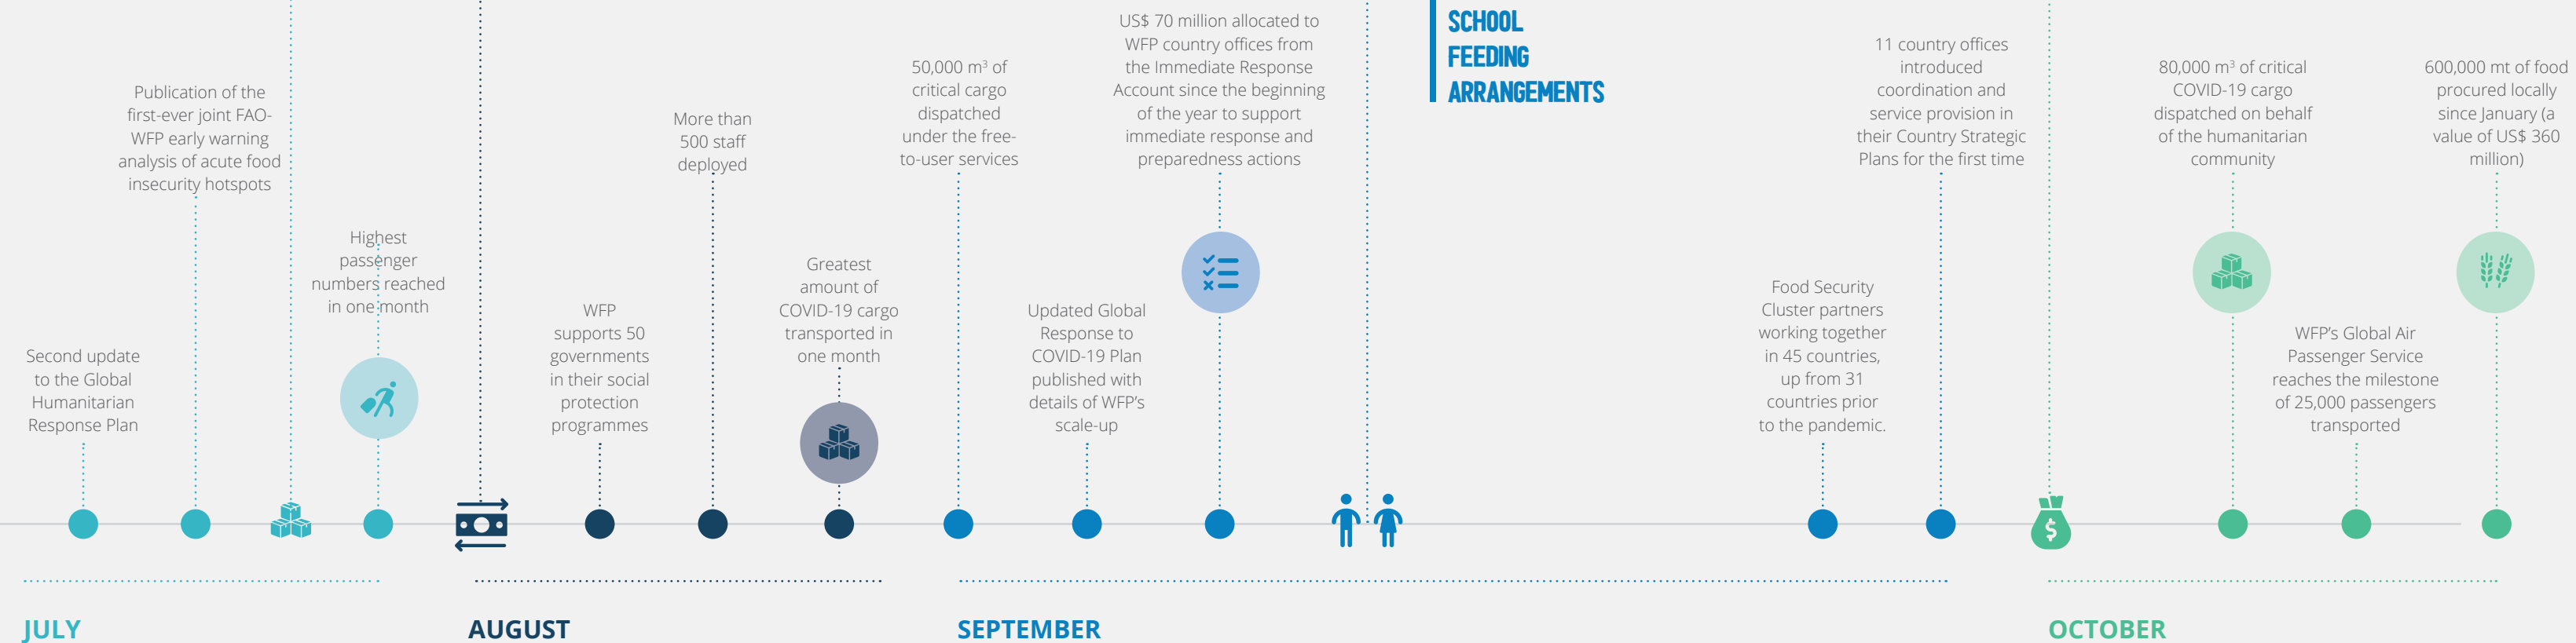 Second update
to the Global
Humanitarian
Response Plan
Publication of the
first-ever joint FAO-
WFP early warning
analysis of acute food
insecurity hotspots
Highest
passenger
numbers reached
in one month
WFP
supports 50
governments
in their social
protection
programmes
More than
500 staff
deployed
Greatest
amount of
COVID-19 cargo
transported in
one month
50,000 m³ of
critical cargo
dispatched
under the free-
to-user services
Updated Global
Response to
COVID-19 Plan
published with
details of WFP’s
scale-up
US$ 70 million allocated to
WFP country offices from
the Immediate Response
Account since the beginning
of the year to support
immediate response and
preparedness actions
SCHOOL
FEEDING
ARRANGEMENTS
Food Security
Cluster partners
working together
in 45 countries,
up from 31
countries prior
to the pandemic.
11 country offices
introduced
coordination and
service provision in
their Country Strategic
Plans for the first time
80,000 m³ of critical
COVID-19 cargo
dispatched on behalf
of the humanitarian
community
WFP’s Global Air
Passenger Service
reaches the milestone
of 25,000 passengers
transported
600,000 mt of food
procured locally
since January (a
value of US$ 360
million)
$
JULY
AUGUST
SEPTEMBER
OCTOBER